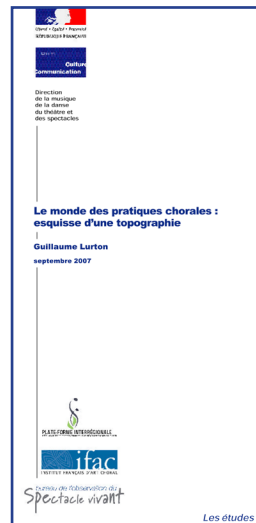 Liberté • Égalité • Fraternité
RÉPUBLIQUE FRANÇAISE
Culture
Communication
Direction
de la musique
de la danse
du théâtre et
des spectacles
Le monde des pratiques chorales :
esquisse d'une topographie
Guillaume Lurton
septembre 2007
PLATE-FORME INTERRÉGIONALE
ifac
INSTITUT FRANÇAIS D'ART CHORAL
bureau de l'observation du
Spectacle vivant
Les études